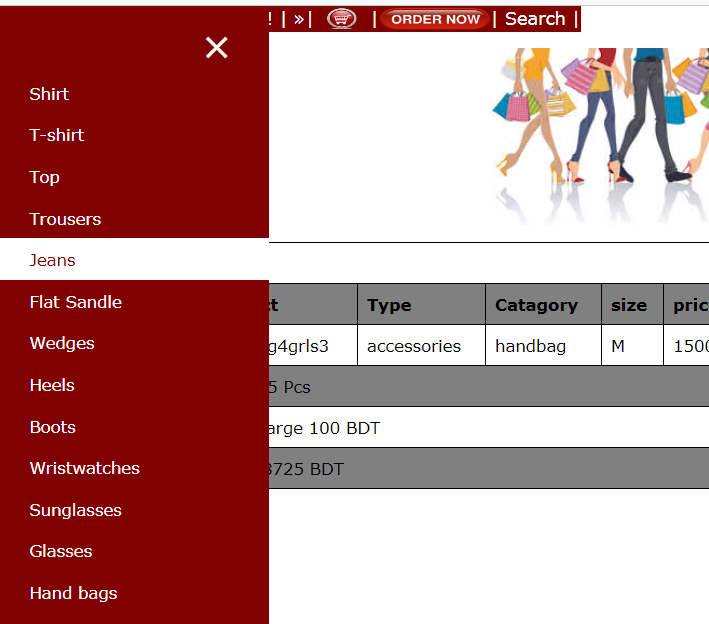 ! | » | | ORDER NOW | Search |
×
Shirt
T-shirt
Top
Trousers
Jeans
Flat Sandle
Wedges
Heels
Boots
Wristwatches
Sunglasses
Glasses
Hand bags
ct Type Catagory size pric
g4grls3 accessories handbag M 1500
5 Pcs
arge 100 BDT
3725 BDT